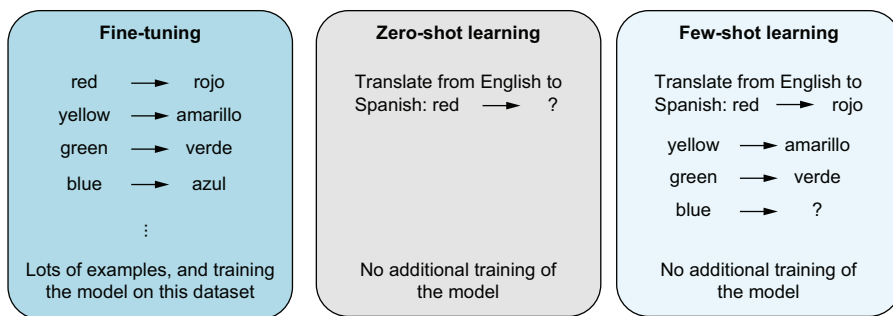 Fine-tuning
red → rojo
yellow → amarillo
green → verde
blue → azul
⋮
Lots of examples, and training
the model on this dataset
Zero-shot learning
Translate from English to
Spanish: red → ?
No additional training of
the model
Few-shot learning
Translate from English to
Spanish: red → rojo
yellow → amarillo
green → verde
blue → ?
No additional training of
the model